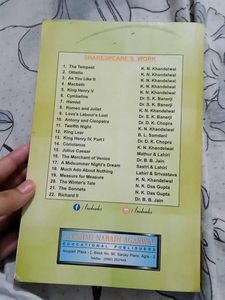 SHAKESPEARE'S WORK
1. The Tempest K. N. Khandelwal
2. Othello K. N. Khandelwal
3. As You Like It K. N. Khandelwal
4. Macbeth K. N. Khandelwal
5. King Henry V K. N. Khandelwal
6. Cymbeline Dr. S. K. Banerji
7. Hamlet Dr. S. K. Banerji
8. Romeo and Juliet K. N. Khandelwal
9. Love's Labour's Lost Dr. S. K. Banerji
10. Antony and Cleopatra Dr. D. K. Chopra
11. Twelfth Night K. N. Khandelwal
12. King Lear B. L. Samdani
13. King Henry IV, Part I Dr. D. K. Chopra
14. Coriolanus K. N. Khandelwal
15. Julius Caesar K. N. Khandelwal
16. The Merchant of Venice Mathur & Lahiri
17. A Midsummer Night's Dream Dr. B. B. Jain
18. Much Ado About Nothing Sastri & Lahiri
19. Measure for Measure Lahiri & Srivastava
20. The Winter's Tale K. N. Khandelwal
21. The Sonnets N. K. Das Gupta
22. Richard II Dr. B. B. Jain
NARAIN AGARWAL
EDUCATIONAL PUBLISHERS